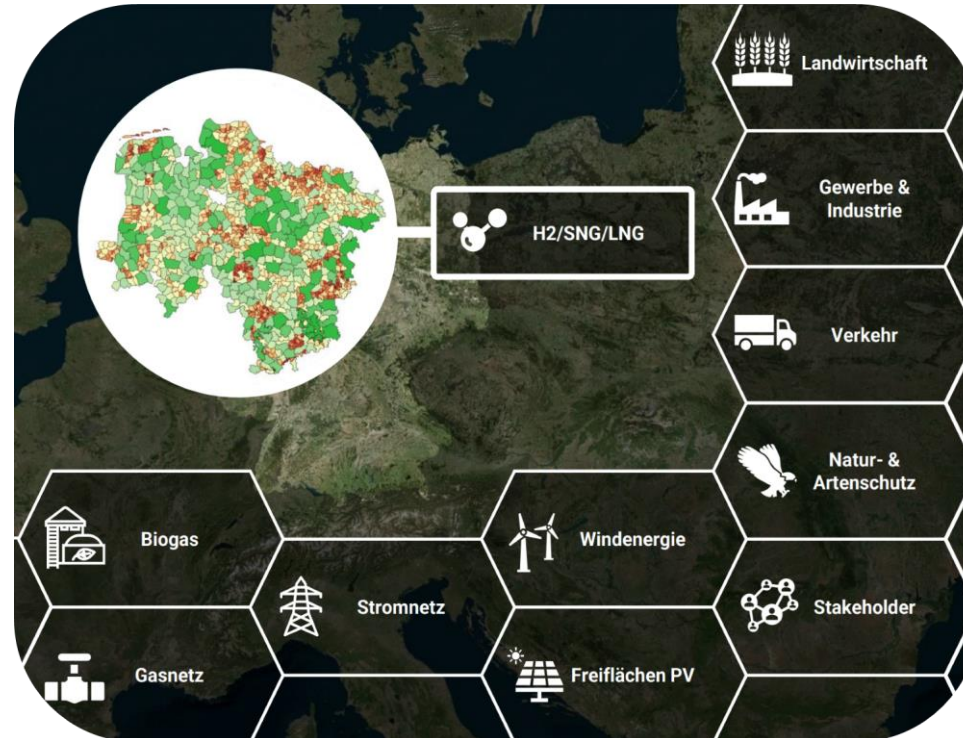 Landwirtschaft
Gewerbe &
Industrie
H2/SNG/LNG
Verkehr
Natur- &
Artenschutz
Biogas
Windenergie
Stromnetz
Stakeholder
Gasnetz
Freiflächen PV